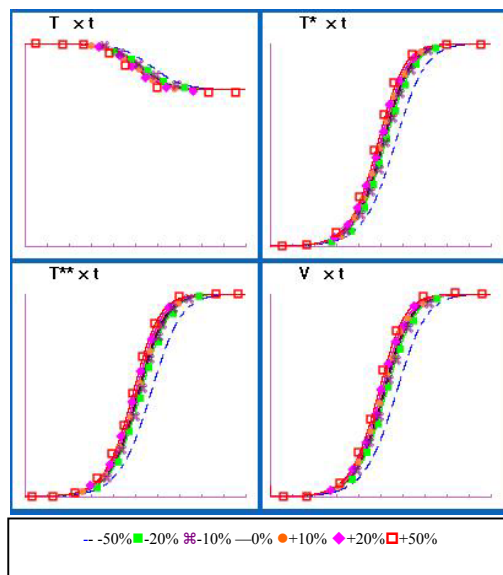 T × t
T* × t
T** × t
V × t
-- -50% ■ -20% ⌘ -10% —0% ● +10% ◆ +20% □ +50%